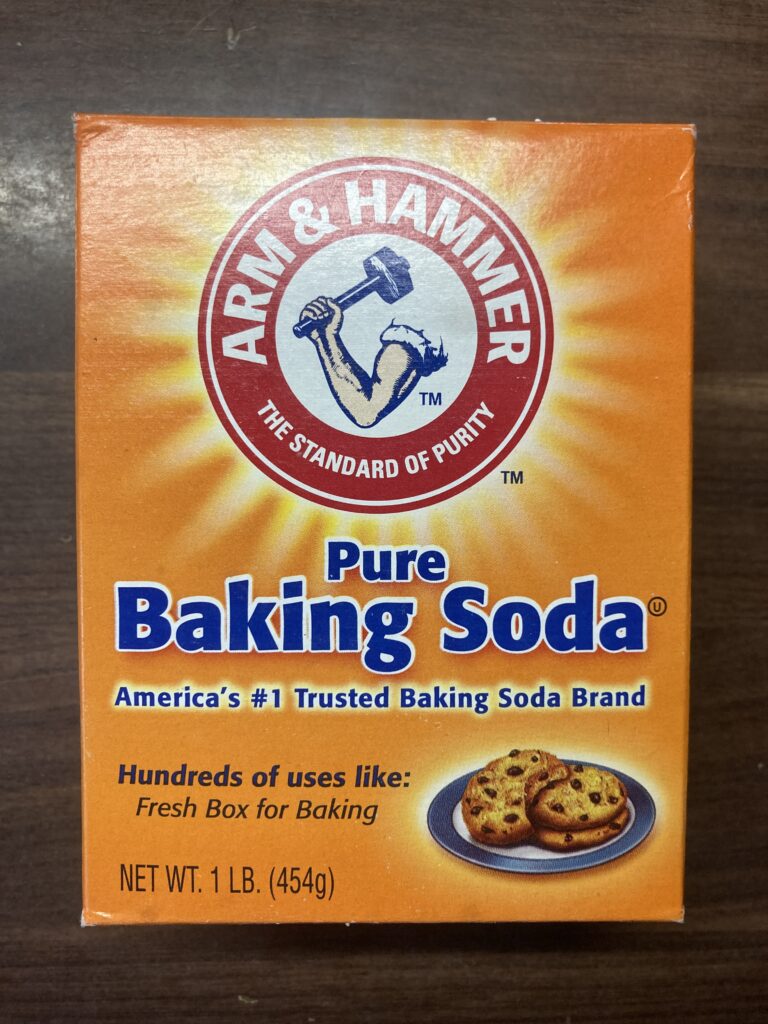 ARM & HAMMER
TM
THE STANDARD OF PURITY
TM
Pure
Baking Soda U
America's #1 Trusted Baking Soda Brand
Hundreds of uses like:
Fresh Box for Baking
NET WT. 1 LB. (454g)